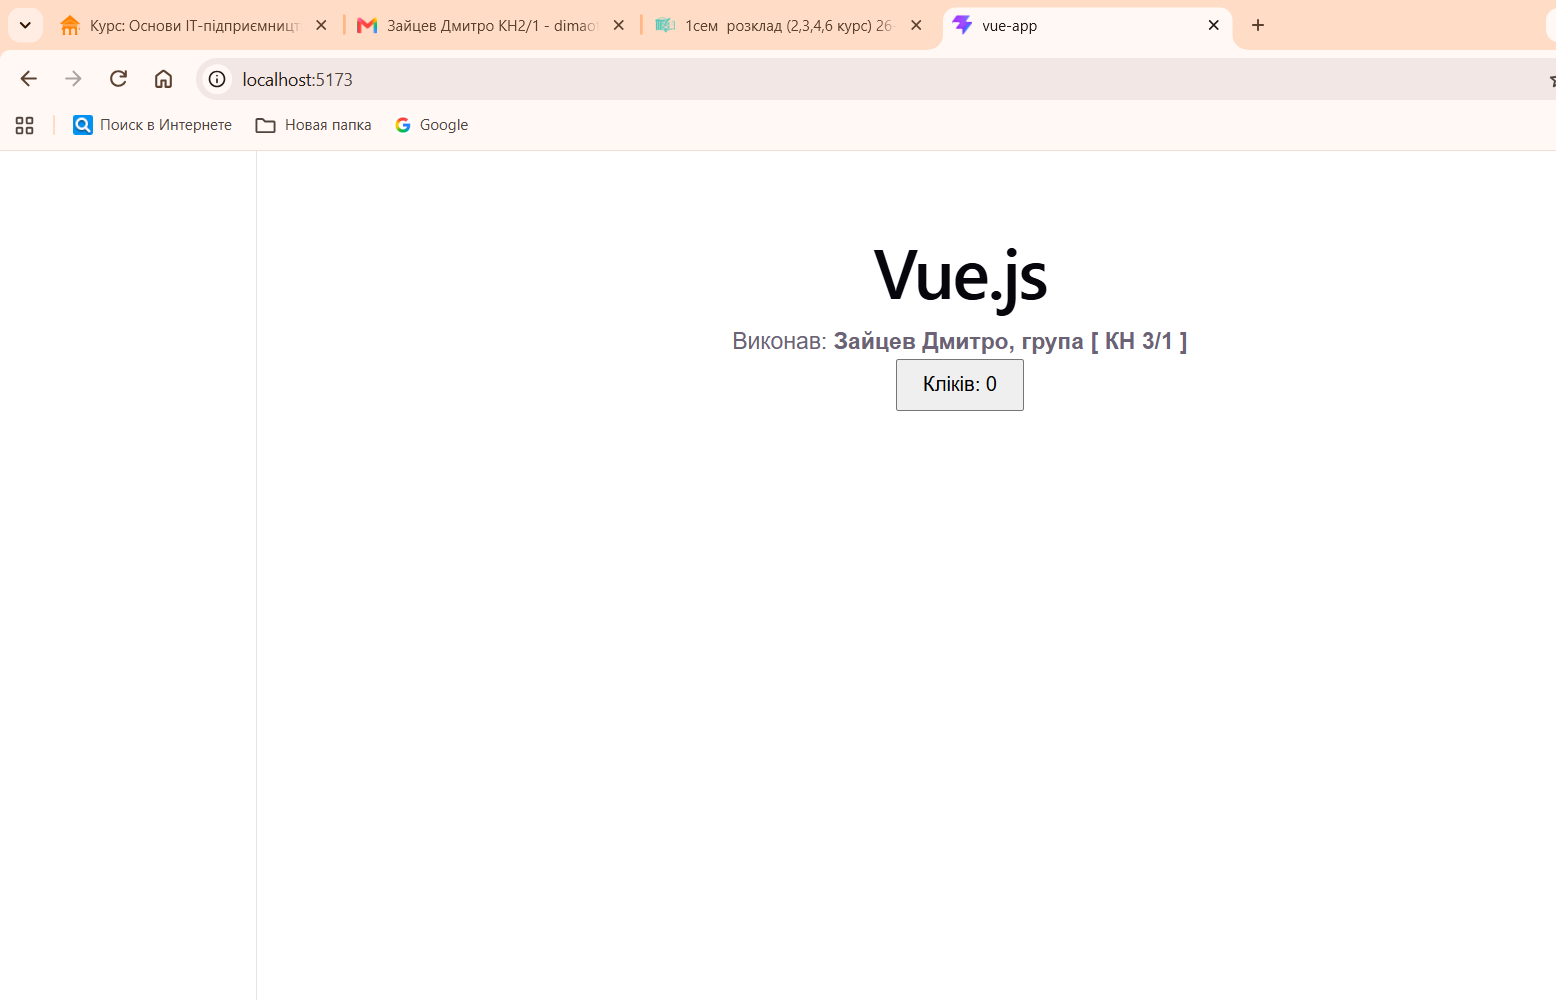 Курс: Основи ІТ-підприємницт
Зайцев Дмитро КН2/1 - dimaot
1сем розклад (2,3,4,6 курс) 26-
vue-app
localhost:5173
Поиск в Интернете
Новая папка
Google
Vue.js
Виконав: Зайцев Дмитро, група [ КН 3/1 ]
Кліків: 0